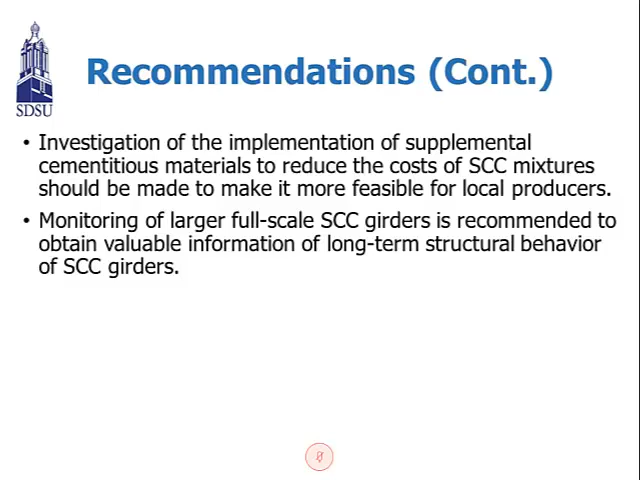 Recommendations (Cont.)
SDSU
• Investigation of the implementation of supplemental
cementitious materials to reduce the costs of SCC mixtures
should be made to make it more feasible for local producers.
• Monitoring of larger full-scale SCC girders is recommended to
obtain valuable information of long-term structural behavior
of SCC girders.